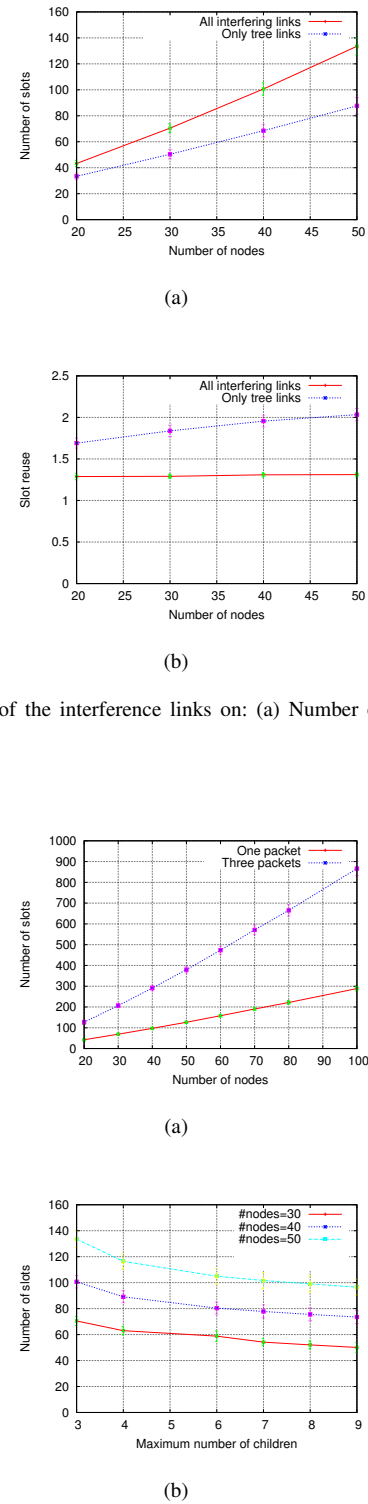 160
140
120
100
80
60
40
20
0
20 25 30 35 40 45 50
Number of slots
Number of nodes
All interfering links
Only tree links
(a)
2.5
2
1.5
1
0.5
0
20 25 30 35 40 45 50
Slot reuse
Number of nodes
All interfering links
Only tree links
(b)
of the interference links on: (a) Number
1000
900
800
700
600
500
400
300
200
100
0
20 30 40 50 60 70 80 90 100
Number of slots
Number of nodes
One packet
Three packets
(a)
160
140
120
100
80
60
40
20
0
3 4 5 6 7 8 9
Number of slots
Maximum number of children
#nodes=30
#nodes=40
#nodes=50
(b)